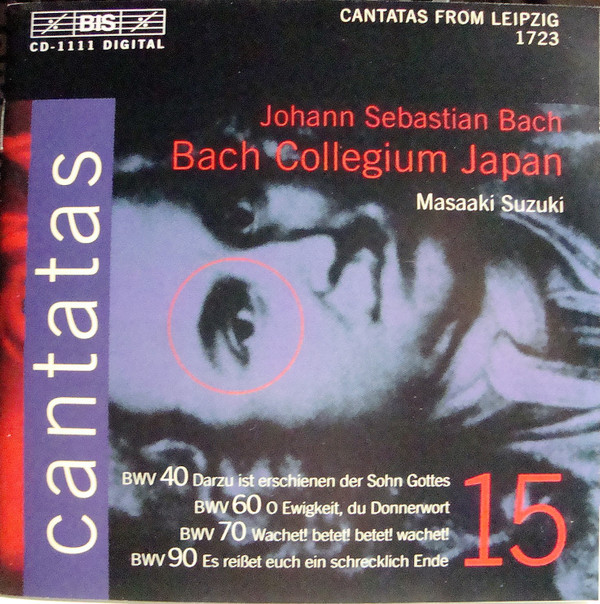 BIS
CD-1111 DIGITAL
CANTATAS FROM LEIPZIG
1723
Johann Sebastian Bach
Bach Collegium Japan
Masaaki Suzuki
cantatas
BWV 40 Darzu ist erschienen der Sohn Gottes
BWV 60 O Ewigkeit, du Donnerwort
BWV 70 Wachet! betet! betet! wachet!
BWV 90 Es reißet euch ein schrecklich Ende
15